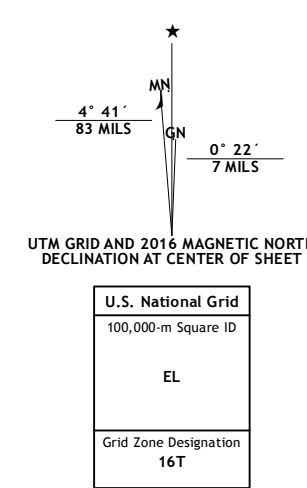 ★
MN
4° 41´
83 MILS
GN
0° 22´
7 MILS
UTM GRID AND 2016 MAGNETIC NORTH
DECLINATION AT CENTER OF SHEET
U.S. National Grid
100,000-m Square ID
EL
Grid Zone Designation
16T